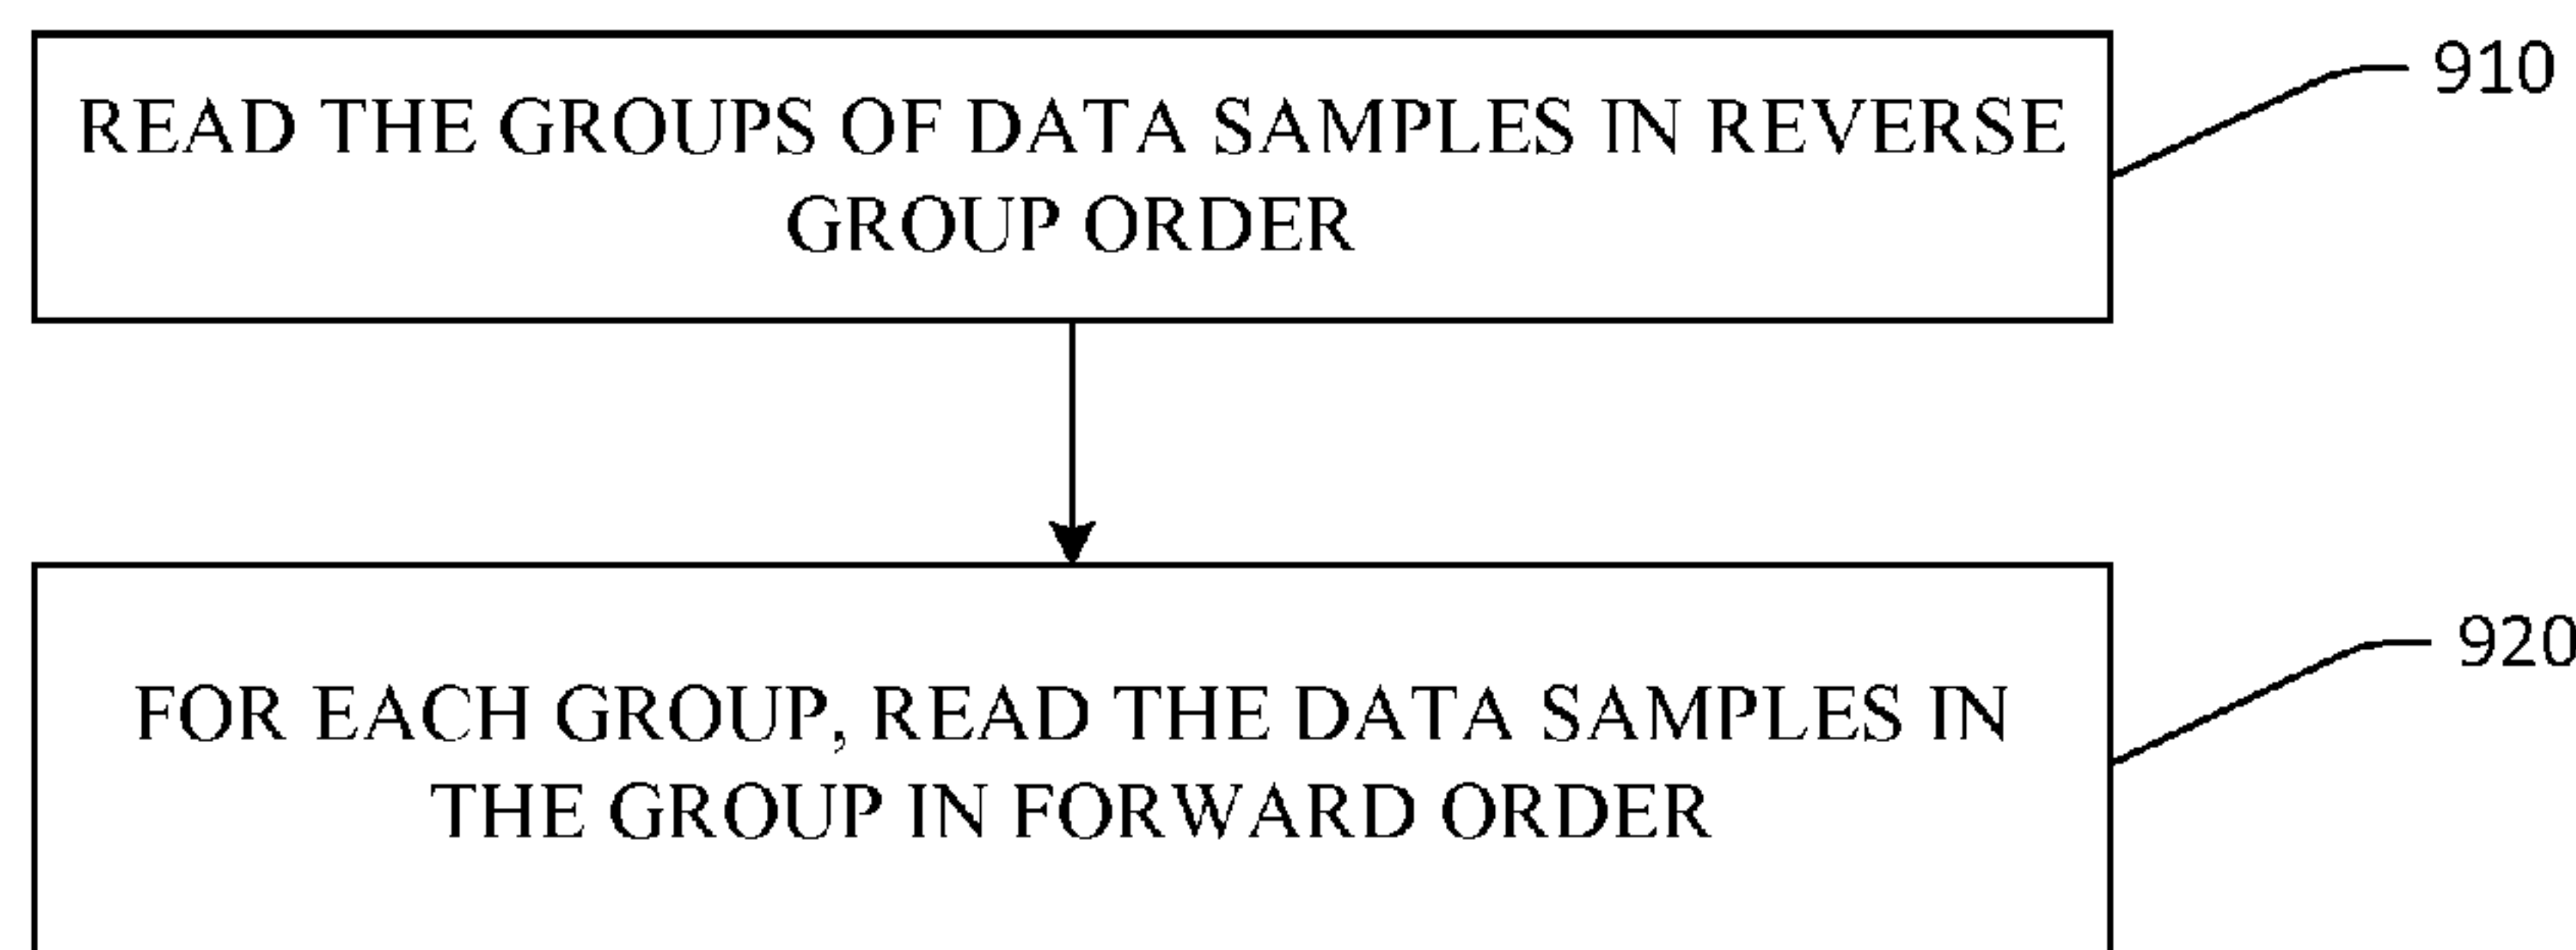 READ THE GROUPS OF DATA SAMPLES IN REVERSE
GROUP ORDER
910
FOR EACH GROUP, READ THE DATA SAMPLES IN
THE GROUP IN FORWARD ORDER
920